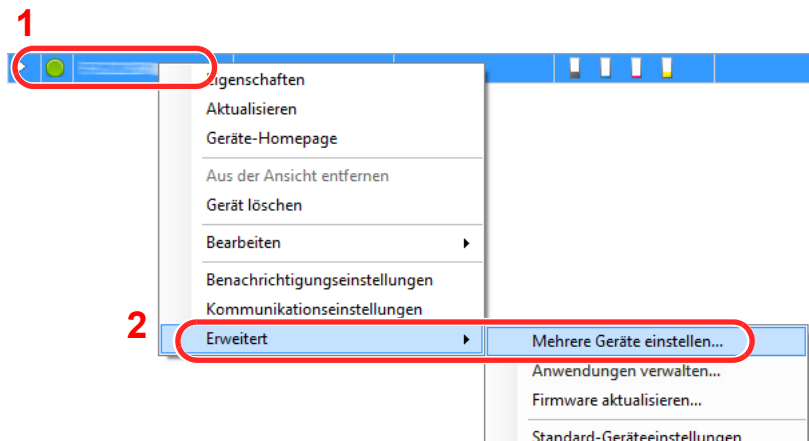 1
Eigenschaften
Aktualisieren
Geräte-Homepage
Aus der Ansicht entfernen
Gerät löschen
Bearbeiten
Benachrichtigungseinstellungen
Kommunikationseinstellungen
2
Erweitert
Mehrere Geräte einstellen...
Anwendungen verwalten...
Firmware aktualisieren...
Standard-Geräteeinstellungen